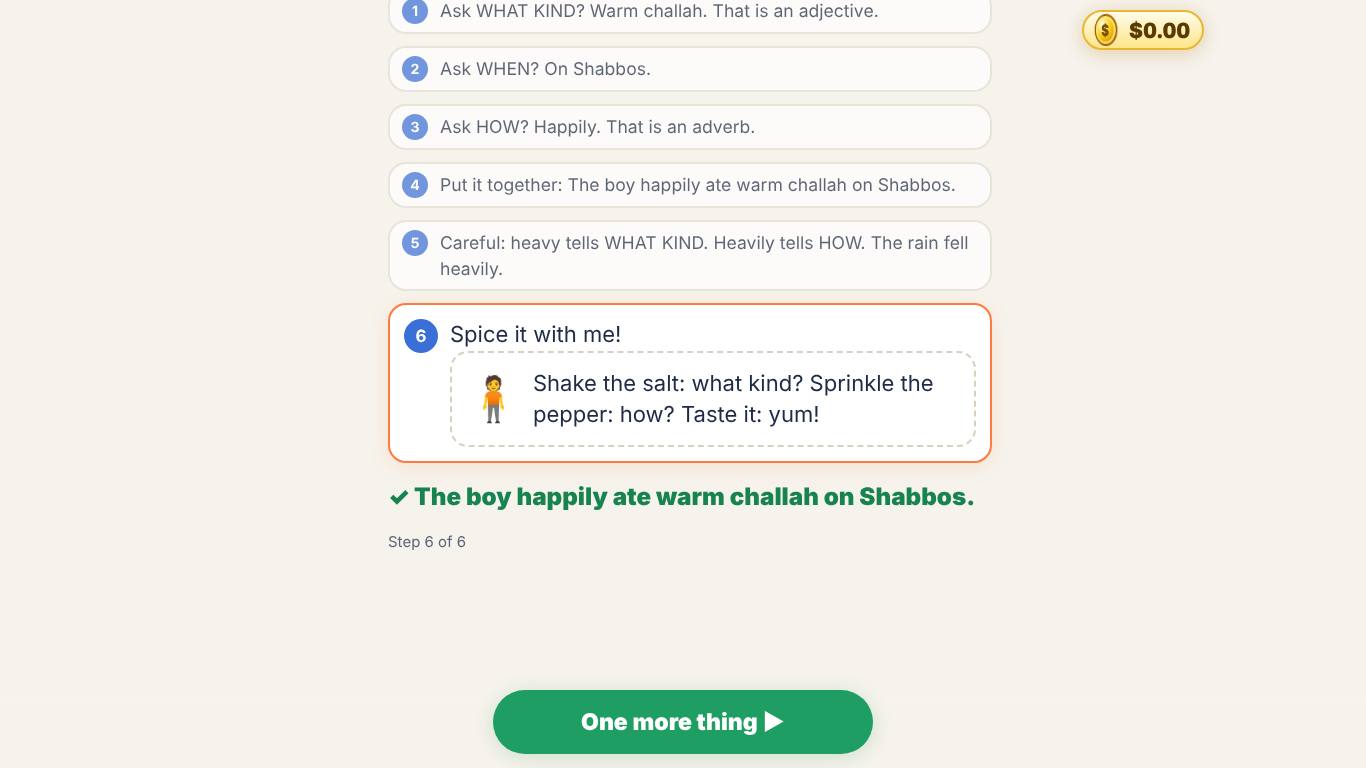 1 Ask WHAT KIND? Warm challah. That is an adjective.
$0.00
2 Ask WHEN? On Shabbos.
3 Ask HOW? Happily. That is an adverb.
4 Put it together: The boy happily ate warm challah on Shabbos.
5 Careful: heavy tells WHAT KIND. Heavily tells HOW. The rain fell
heavily.
6 Spice it with me!
Shake the salt: what kind? Sprinkle the
pepper: how? Taste it: yum!
✓ The boy happily ate warm challah on Shabbos.
Step 6 of 6
One more thing ▶